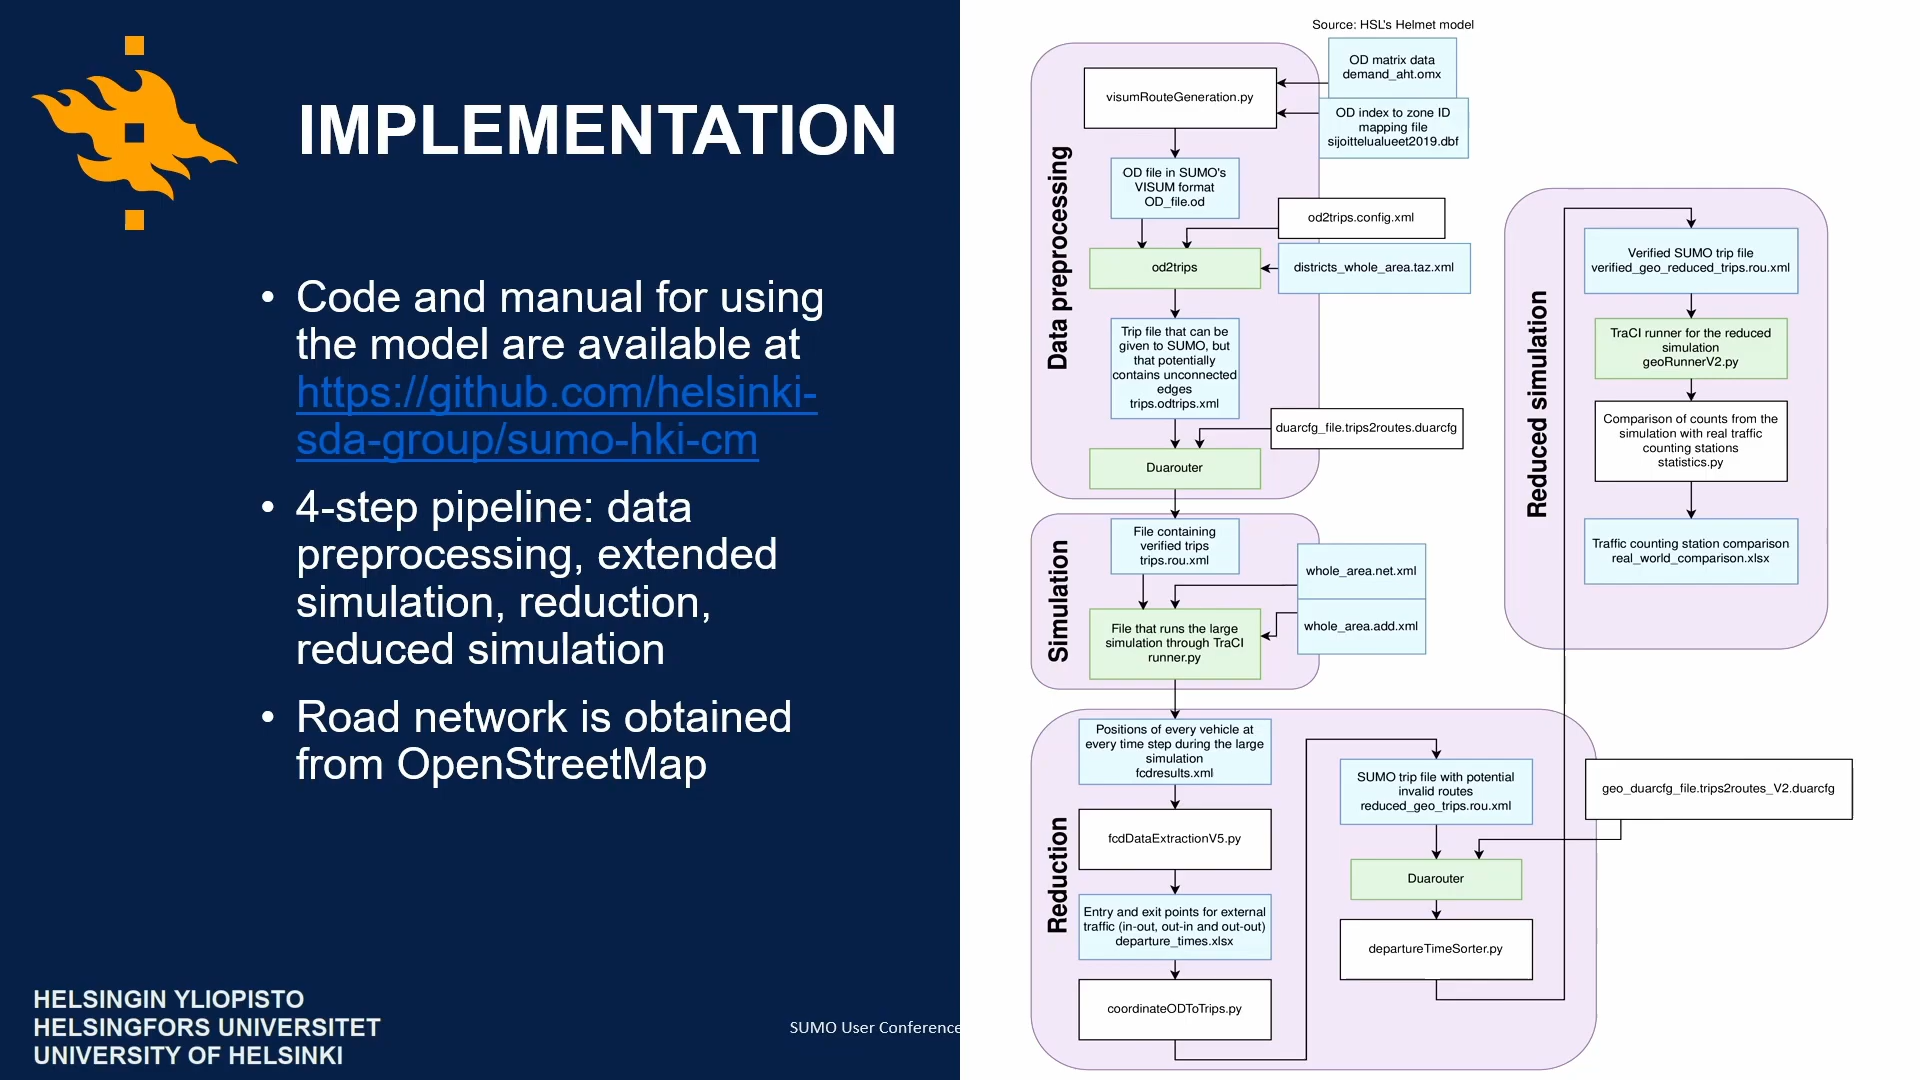 IMPLEMENTATION
• Code and manual for using
the model are available at
https://github.com/helsinki-
sda-group/sumo-hki-cm
• 4-step pipeline: data
preprocessing, extended
simulation, reduction,
reduced simulation
• Road network is obtained
from OpenStreetMap
HELSINGIN YLIOPISTO
HELSINGFORS UNIVERSITET
UNIVERSITY OF HELSINKI
SUMO User Conference
Source: HSL's Helmet model
Data preprocessing
visumRouteGeneration.py
OD matrix data
demand_aht.omx
OD index to zone ID
mapping file
sijoittelualueet2019.dbf
OD file in SUMO's
VISUM format
OD_file.od
od2trips.config.xml
od2trips
districts_whole_area.taz.xml
Trip file that can be
given to SUMO, but
that potentially
contains unconnected
edges
trips.odtrips.xml
duarcfg_file.trips2routes.duarcfg
Duarouter
Simulation
File containing
verified trips
trips.rou.xml
whole_area.net.xml
whole_area.add.xml
File that runs the large
simulation through TraCI
runner.py
Reduction
Positions of every vehicle at
every time step during the large
simulation
fcdresults.xml
fcdDataExtractionV5.py
Entry and exit points for external
traffic (in-out, out-in and out-out)
departure_times.xlsx
coordinateODToTrips.py
SUMO trip file with potential
invalid routes
reduced_geo_trips.rou.xml
geo_duarcfg_file.trips2routes_V2.duarcfg
Duarouter
departureTimeSorter.py
Reduced simulation
Verified SUMO trip file
verified_geo_reduced_trips.rou.xml
TraCI runner for the reduced
simulation
geoRunnerV2.py
Comparison of counts from the
simulation with real traffic
counting stations
statistics.py
Traffic counting station comparison
real_world_comparison.xlsx